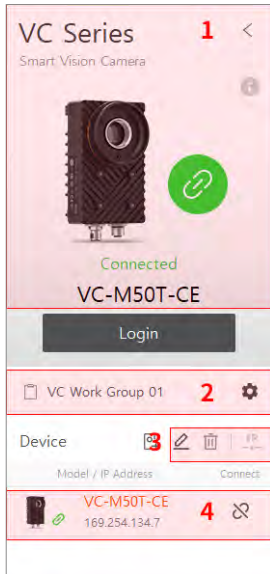 VC Series
1
Smart Vision Camera
Connected
VC-M50T-CE
Login
VC Work Group 01
2
Device
3
Model / IP Address Connect
VC-M50T-CE
169.254.134.7
4